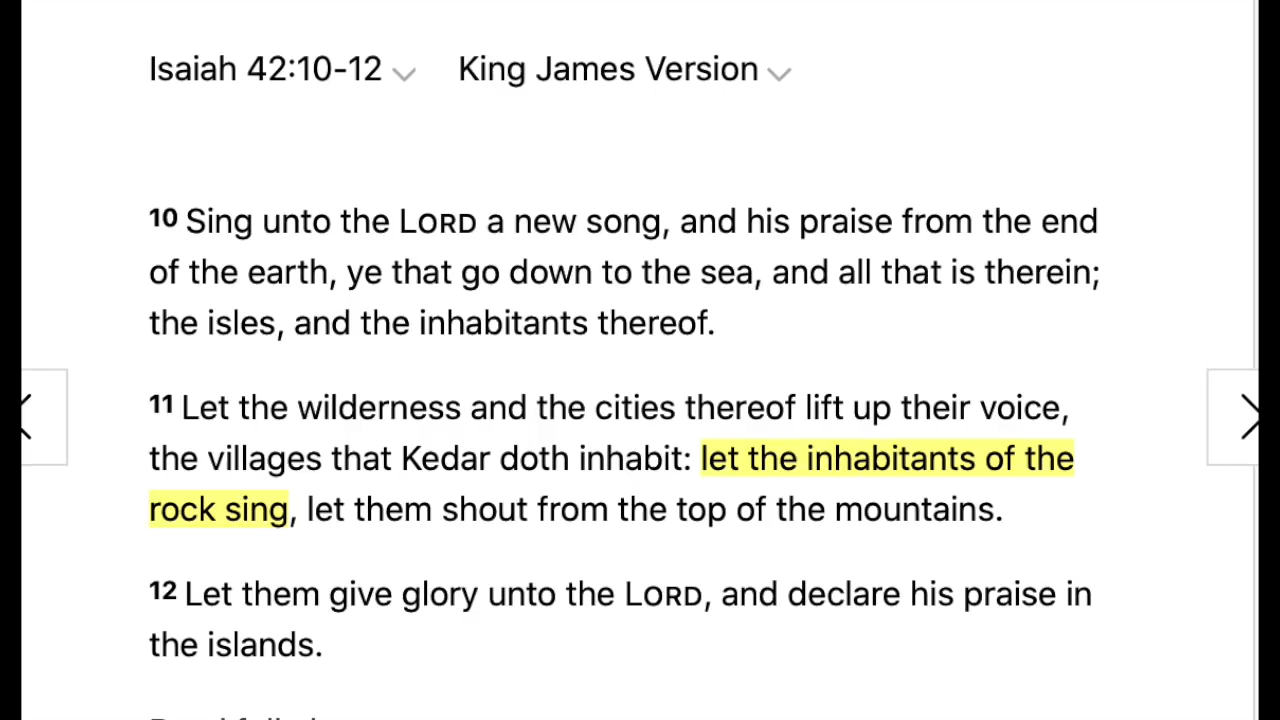 Isaiah 42:10-12 King James Version
10 Sing unto the LORD a new song, and his praise from the end
of the earth, ye that go down to the sea, and all that is therein;
the isles, and the inhabitants thereof.
11 Let the wilderness and the cities thereof lift up their voice,
the villages that Kedar doth inhabit: let the inhabitants of the
rock sing, let them shout from the top of the mountains.
12 Let them give glory unto the LORD, and declare his praise in
the islands.